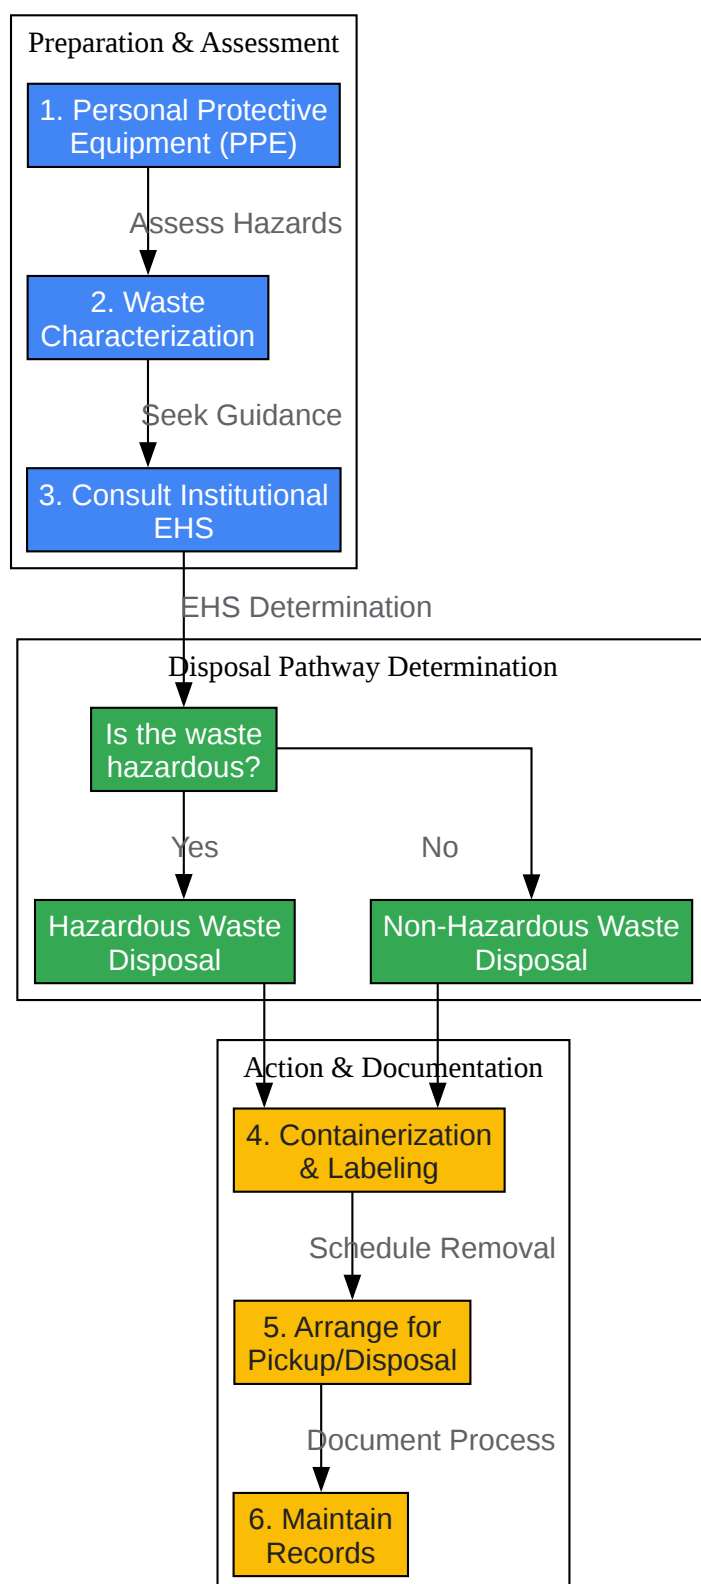 Preparation & Assessment
1. Personal Protective
Equipment (PPE)
Assess Hazards
2. Waste
Characterization
Seek Guidance
3. Consult Institutional
EHS
EHS Determination
Disposal Pathway Determination
Is the waste
hazardous?
Yes
No
Hazardous Waste
Disposal
Non-Hazardous Waste
Disposal
Action & Documentation
4. Containerization
& Labeling
Schedule Removal
5. Arrange for
Pickup/Disposal
Document Process
6. Maintain
Records